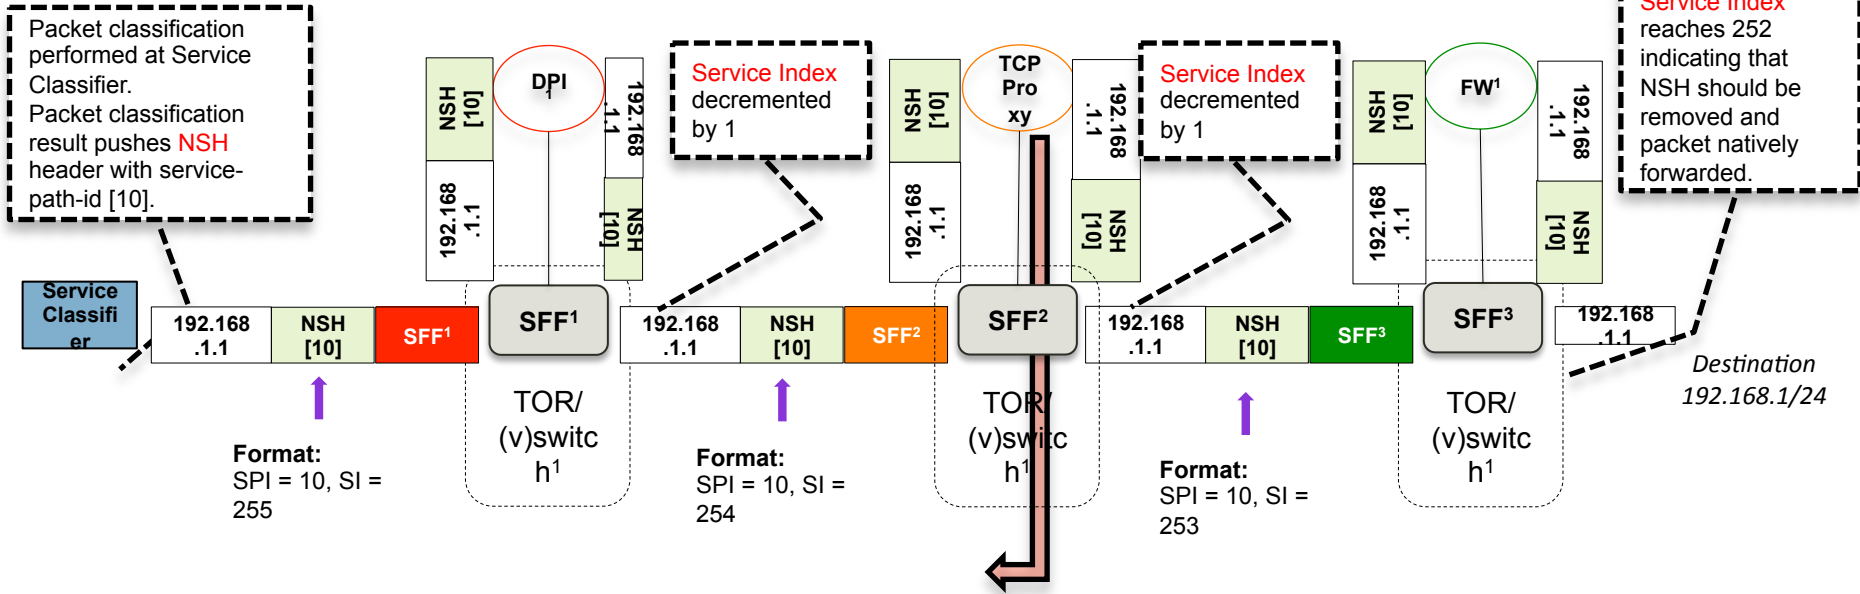 Packet classification
performed at Service
Classifier.
Packet classification
result pushes NSH
header with service-
path-id [10].
NSH
[10]
192.168
.1.1
DPI
1
192.168
.1.1
NSH
[10]
Service Index
decremented
by 1
NSH
[10]
192.168
.1.1
TCP
Pro
xy
192.168
.1.1
NSH
[10]
Service Index
decremented
by 1
NSH
[10]
192.168
.1.1
FW1
192.168
.1.1
NSH
[10]
Service Index
reaches 252
indicating that
NSH should be
removed and
packet natively
forwarded.
Service
Classifi
er
192.168
.1.1
NSH
[10]
SFF1
SFF1
192.168
.1.1
NSH
[10]
SFF2
SFF2
192.168
.1.1
NSH
[10]
SFF3
SFF3
192.168
.1.1
Destination
192.168.1/24
TOR/
(v)switc
h1
TOR/
(v)switc
h1
TOR/
(v)switc
h1
Format:
SPI = 10, SI =
255
Format:
SPI = 10, SI =
254
Format:
SPI = 10, SI =
253